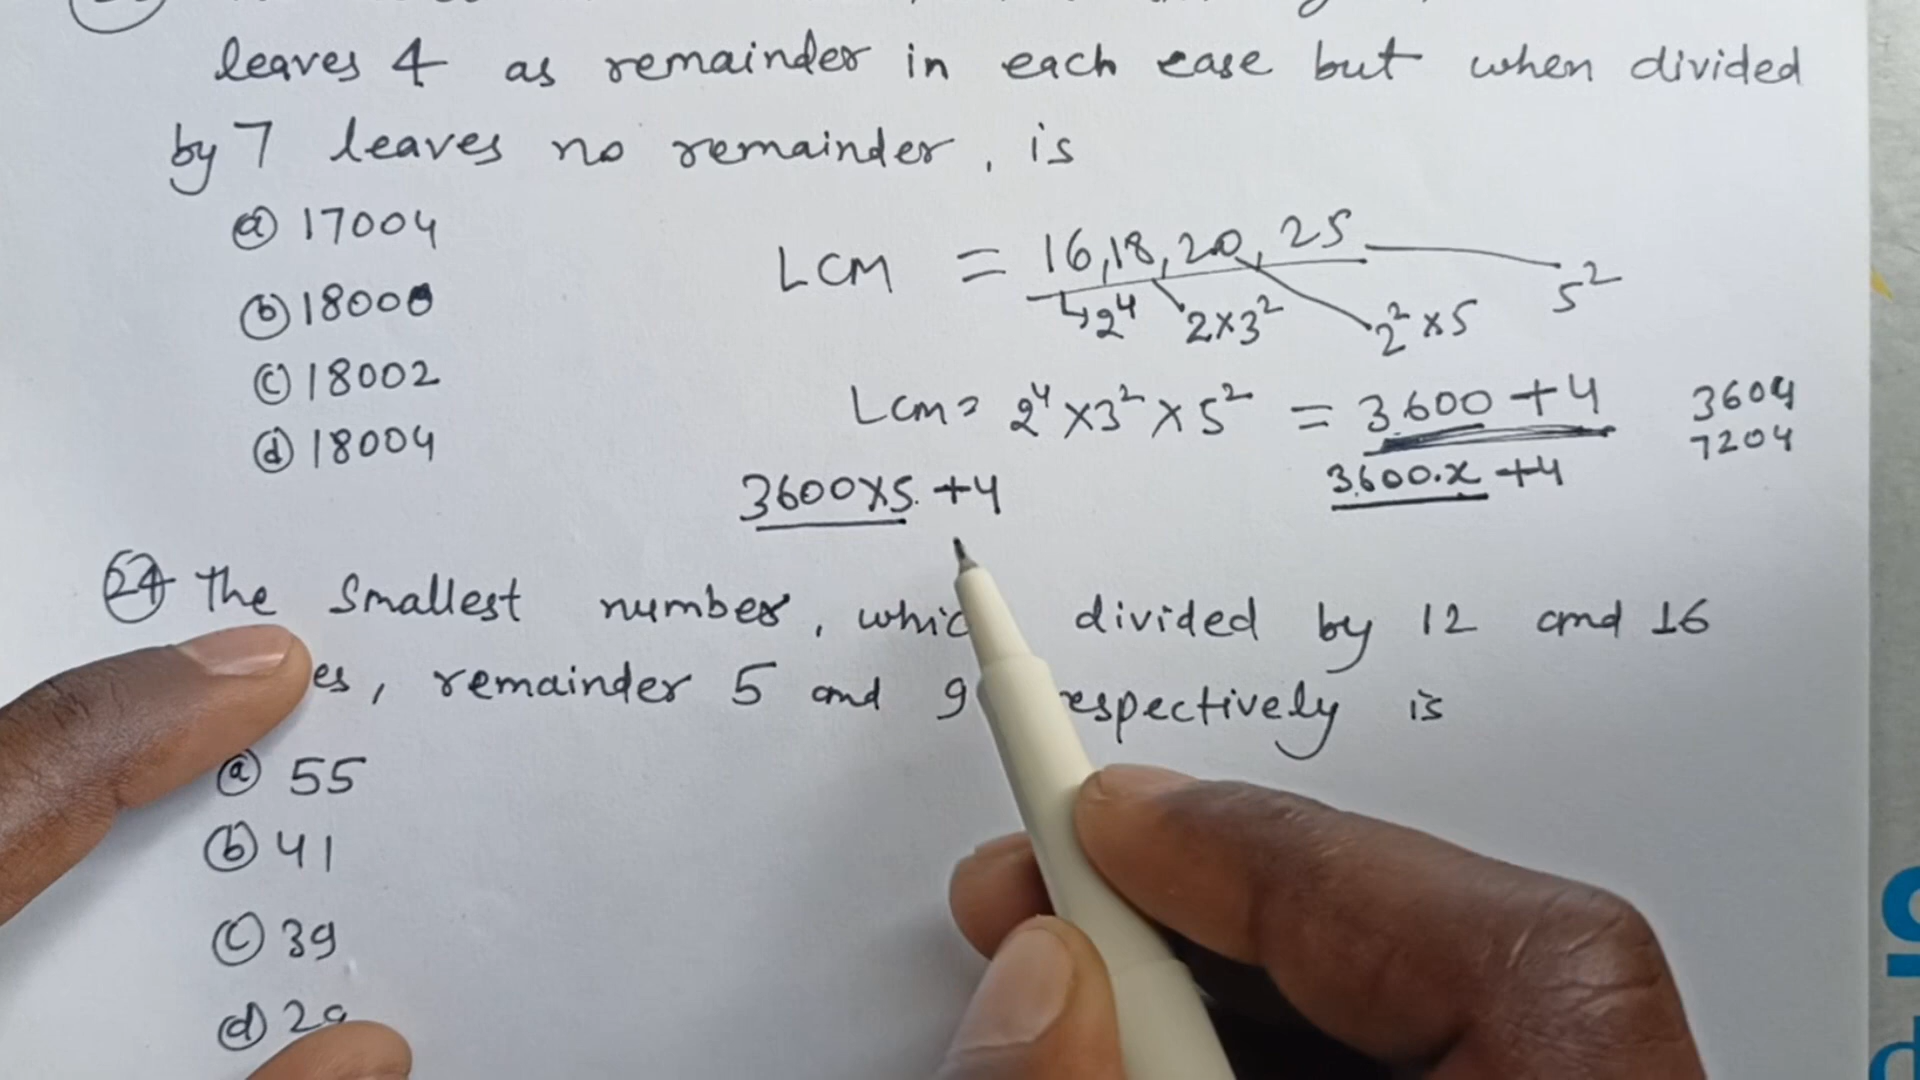 leaves 4 as remainder in each case but when divided
by 7 leaves no remainder, is
(a) 17004
(b) 18000
(c) 18002
(d) 18004
LCM = 16,18,20,25
2⁴ 2×3² 2²×5 5²
Lcm = 2⁴×3²×5² = 3600+4
3604
7204
3600.x+4
3600×5+4
(24) The Smallest number, which divided by 12 and 16
es, remainder 5 and 9 respectively is
(a) 55
(b) 41
(c) 39
(d) 29